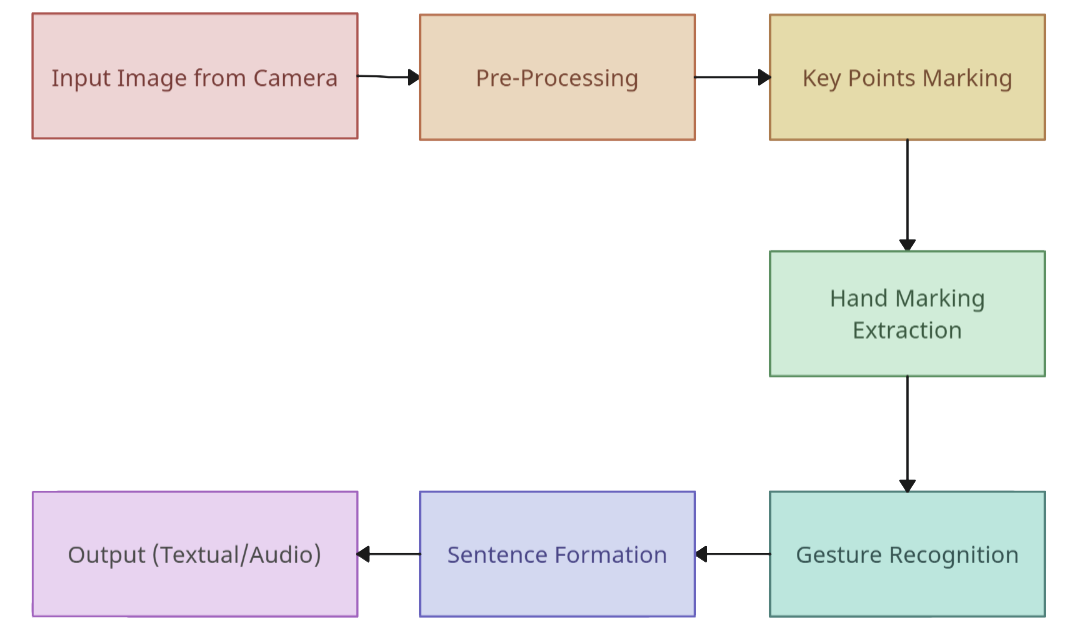 Input Image from Camera
Pre-Processing
Key Points Marking
Hand Marking
Extraction
Gesture Recognition
Sentence Formation
Output (Textual/Audio)